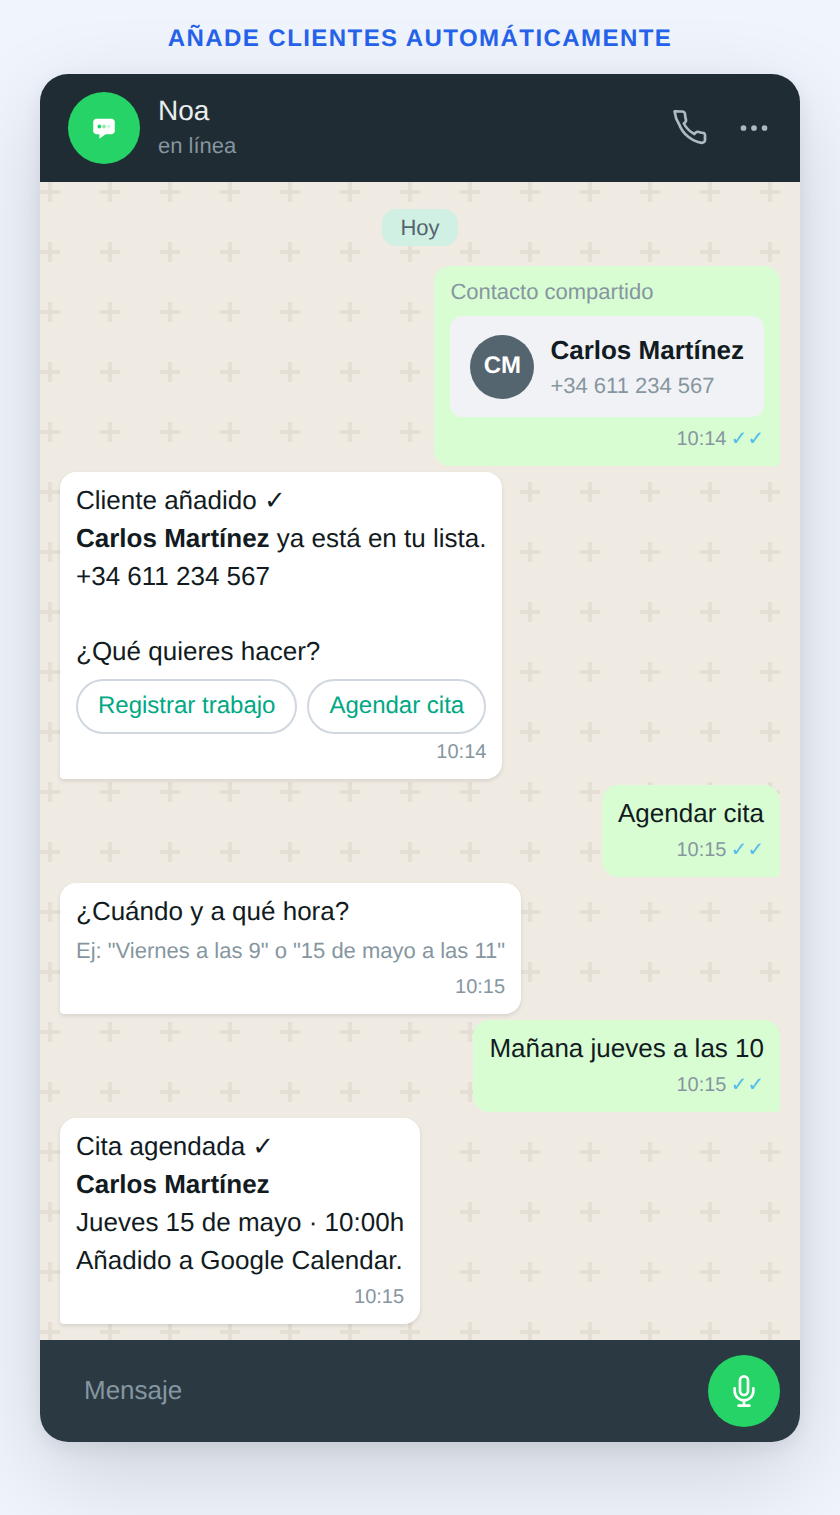 AÑADE CLIENTES AUTOMÁTICAMENTE
Noa
en línea
Hoy
Contacto compartido
CM
Carlos Martínez
+34 611 234 567
10:14 ✓✓
Cliente añadido ✓
Carlos Martínez ya está en tu lista.
+34 611 234 567
¿Qué quieres hacer?
Registrar trabajo
Agendar cita
10:14
Agendar cita
10:15 ✓✓
¿Cuándo y a qué hora?
Ej: "Viernes a las 9" o "15 de mayo a las 11"
10:15
Mañana jueves a las 10
10:15 ✓✓
Cita agendada ✓
Carlos Martínez
Jueves 15 de mayo · 10:00h
Añadido a Google Calendar.
10:15
Mensaje